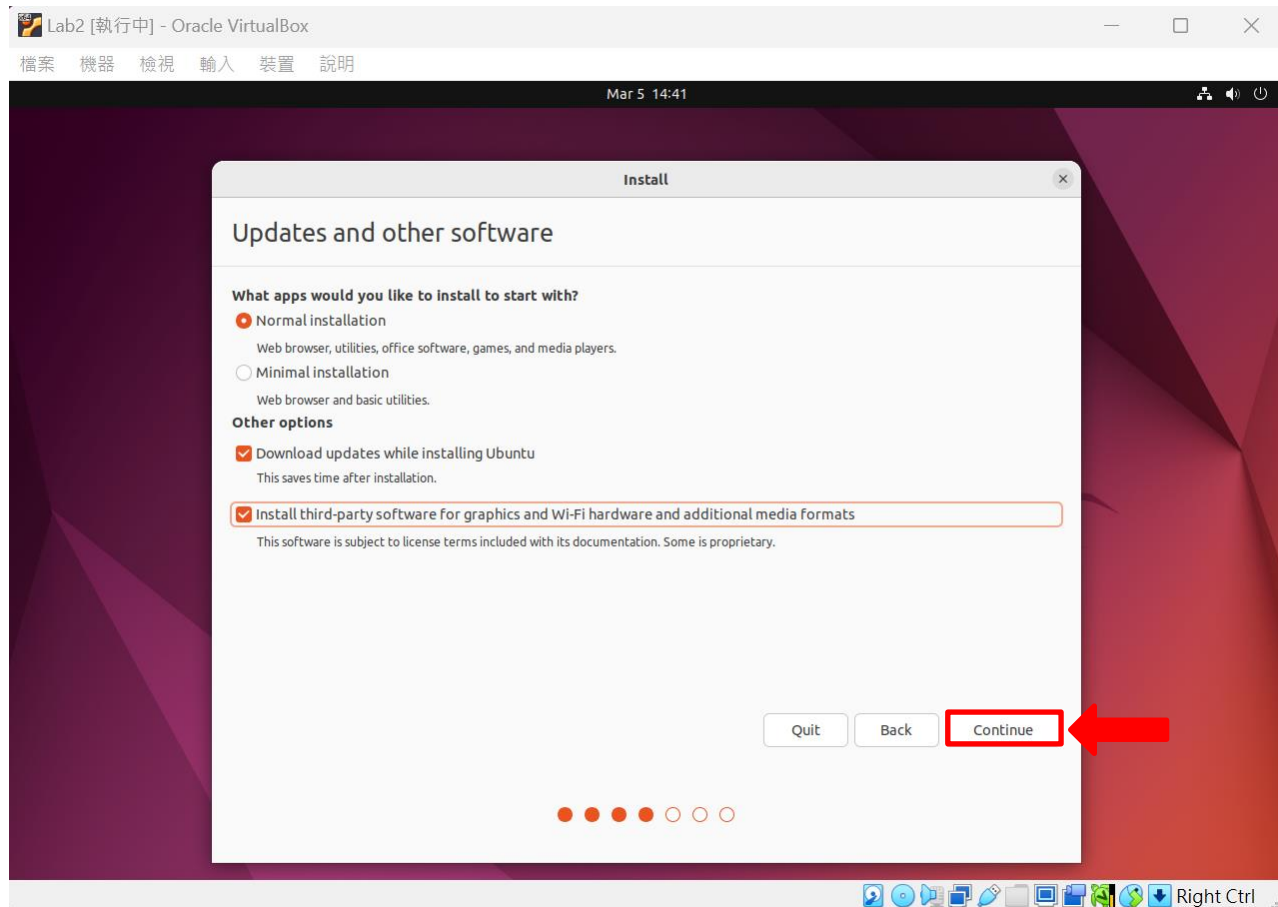 Lab2 [執行中] - Oracle VirtualBox
檔案 機器 檢視 輸入 裝置 說明
Mar 5 14:41
Install
Updates and other software
What apps would you like to install to start with?
Normal installation
Web browser, utilities, office software, games, and media players.
Minimal installation
Web browser and basic utilities.
Other options
Download updates while installing Ubuntu
This saves time after installation.
Install third-party software for graphics and Wi-Fi hardware and additional media formats
This software is subject to license terms included with its documentation. Some is proprietary.
Quit Back Continue
Right Ctrl